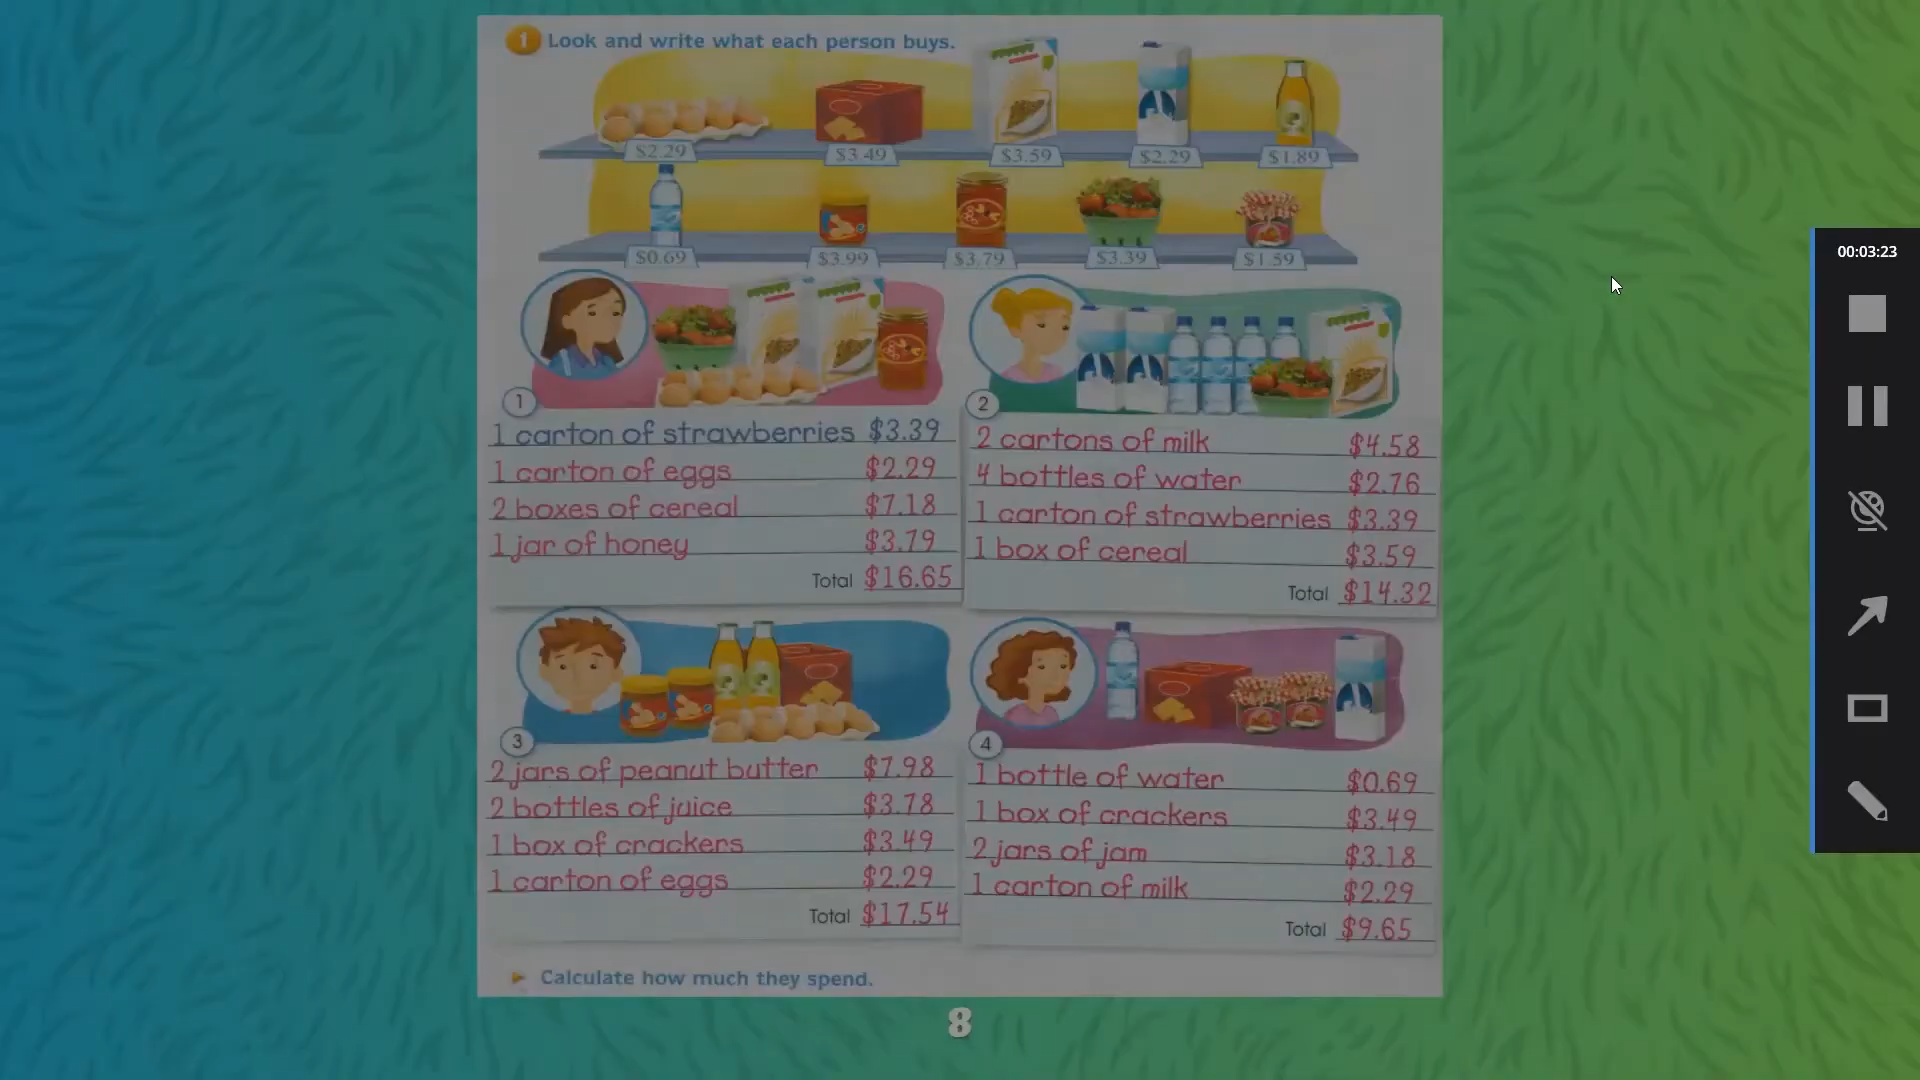 1 Look and write what each person buys.
$2.29 $3.49 $3.59 $2.29 $1.89
$0.69 $3.99 $3.79 $3.39 $1.59
1
1 carton of strawberries $3.39
1 carton of eggs $2.29
2 boxes of cereal $7.18
1 jar of honey $3.79
Total $16.65
2
2 cartons of milk $4.58
4 bottles of water $2.76
1 carton of strawberries $3.39
1 box of cereal $3.59
Total $14.32
3
2 jars of peanut butter $7.98
2 bottles of juice $3.78
1 box of crackers $3.49
1 carton of eggs $2.29
Total $17.54
4
1 bottle of water $0.69
1 box of crackers $3.49
2 jars of jam $3.18
1 carton of milk $2.29
Total $9.65
Calculate how much they spend.
8
00:03:23